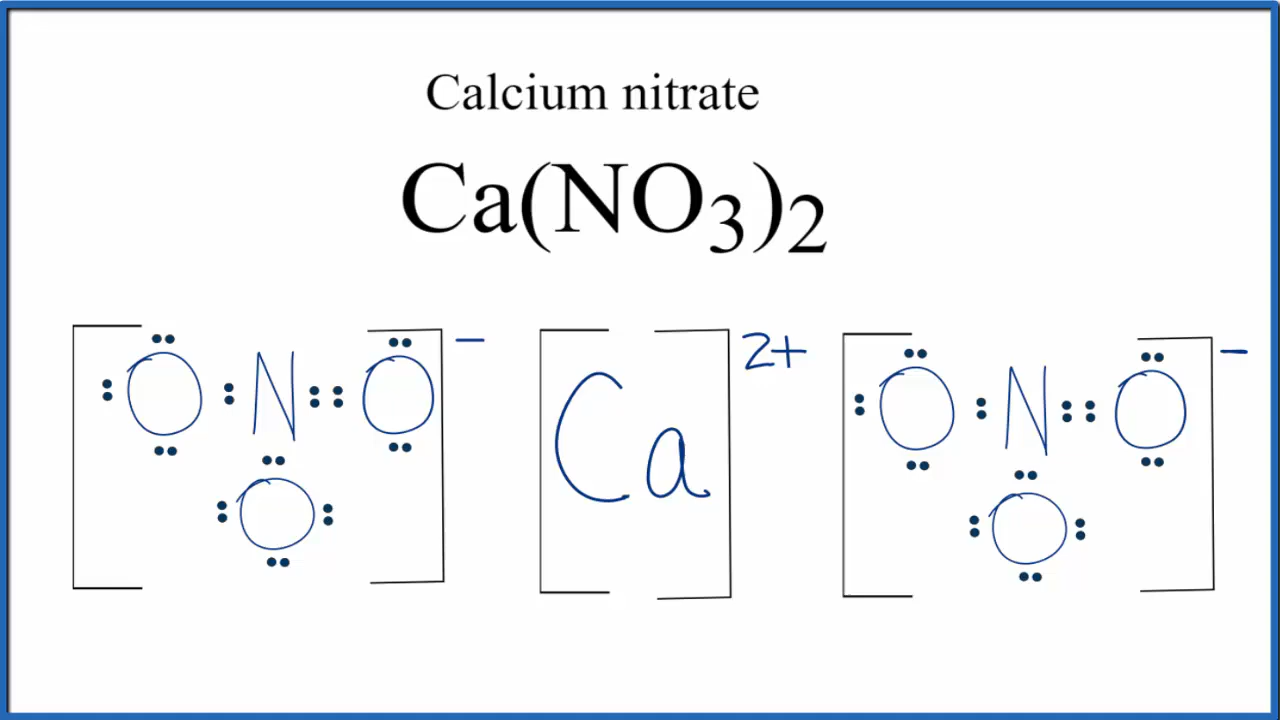 Calcium nitrate
Ca(NO₃)₂
[O N O]⁻ [Ca]²⁺ [O N O]⁻
O O